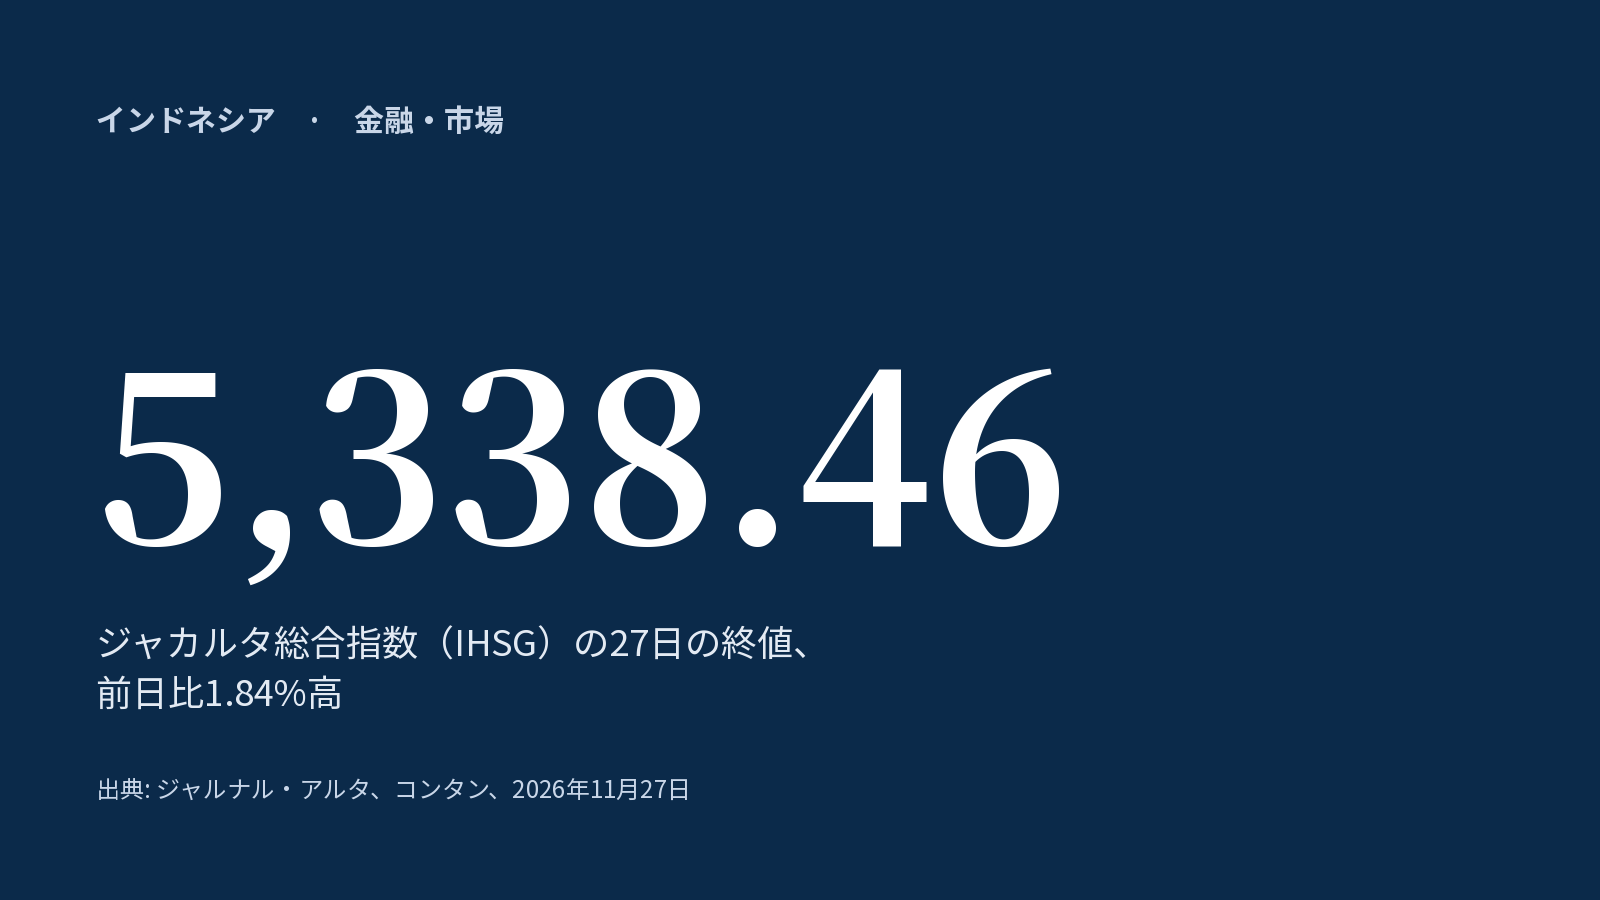 インドネシア · 金融・市場
5,338.46
ジャカルタ総合指数（IHSG）の27日の終値、
前日比1.84%高
出典: ジャルナル・アルタ、コンタン、2026年11月27日